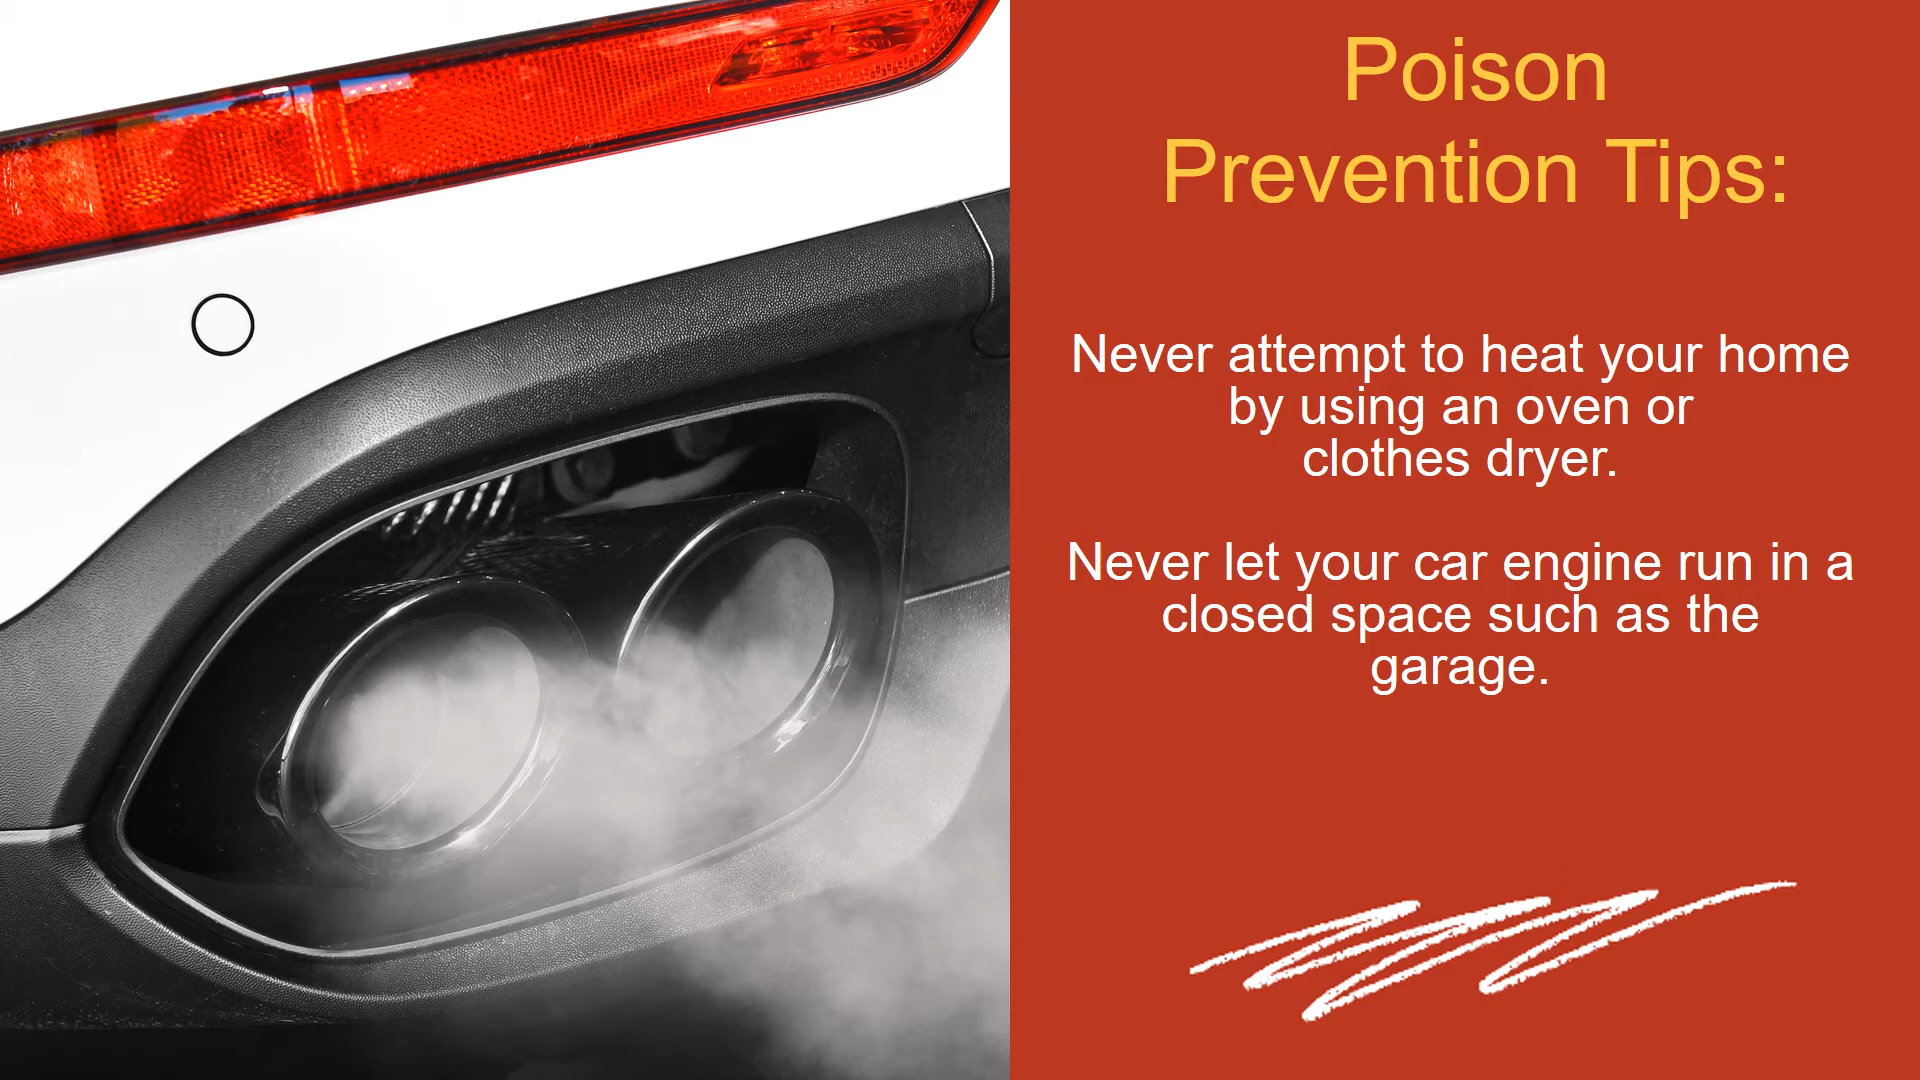 Poison
Prevention Tips:
Never attempt to heat your home
by using an oven or
clothes dryer.
Never let your car engine run in a
closed space such as the
garage.